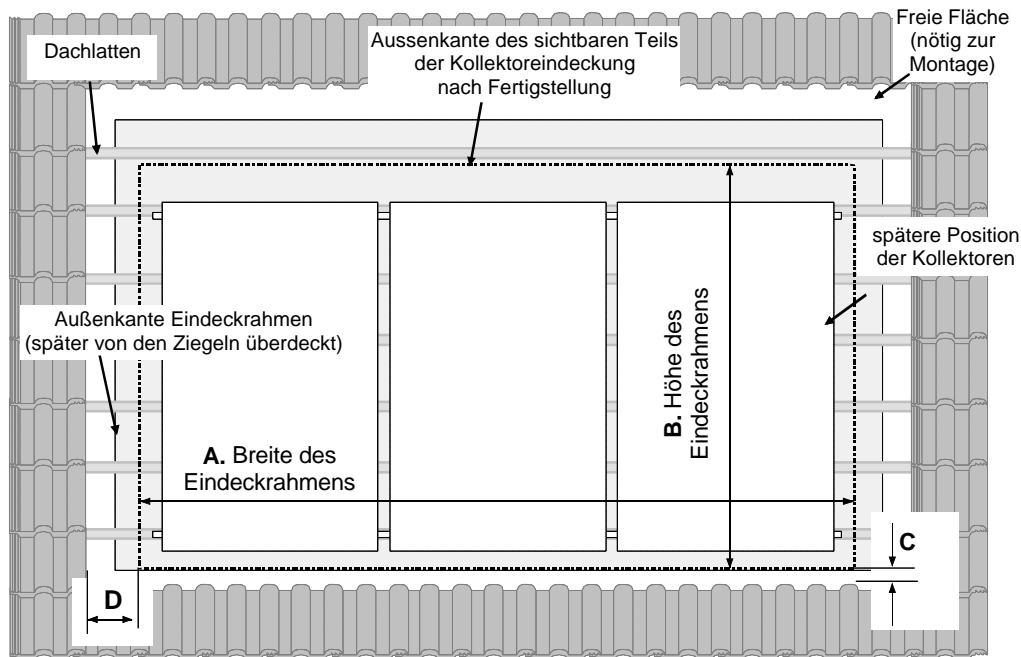 Dachlatten
Aussenkante des sichtbaren Teils
der Kollektoreindeckung
nach Fertigstellung
Freie Fläche
(nötig zur
Montage)
spätere Position
der Kollektoren
Außenkante Eindeckrahmen
(später von den Ziegeln überdeckt)
B. Höhe des
Eindeckrahmens
A. Breite des
Eindeckrahmens
C
D